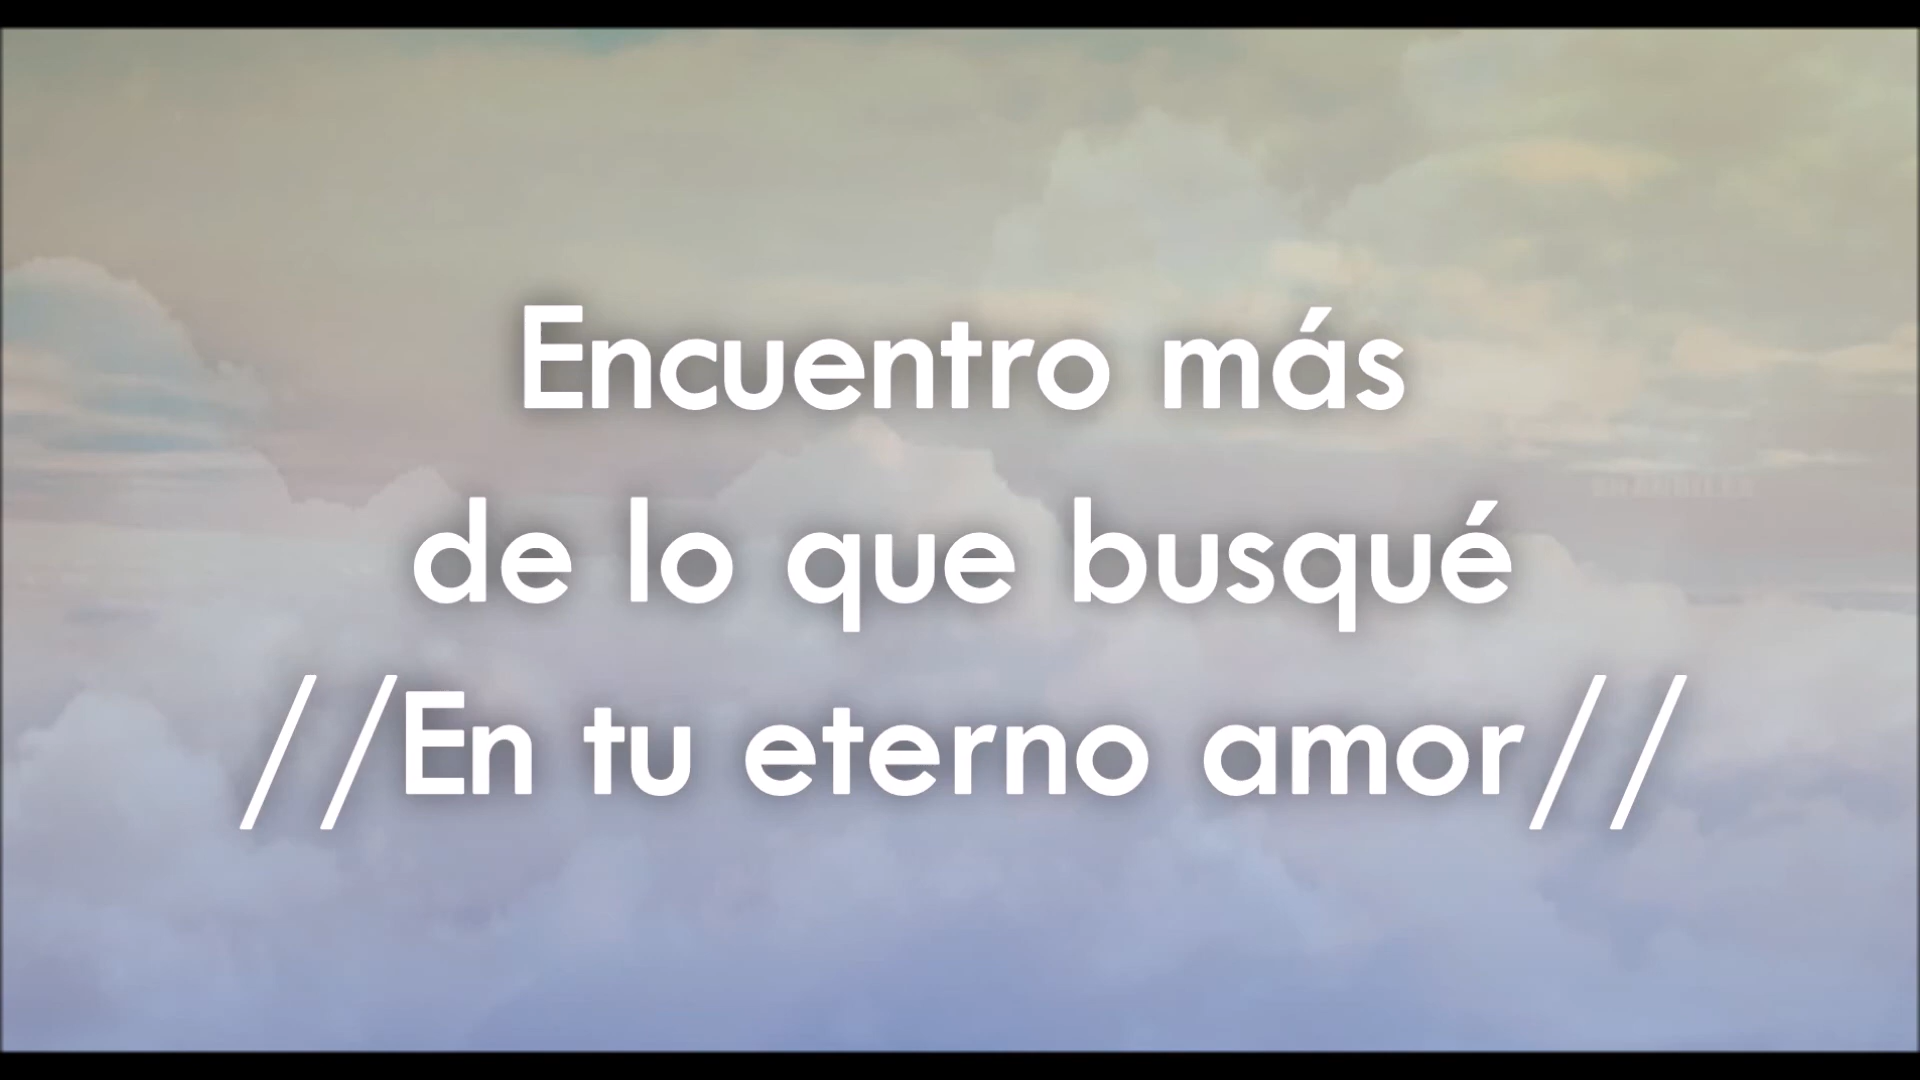 Encuentro más
de lo que busqué
//En tu eterno amor//